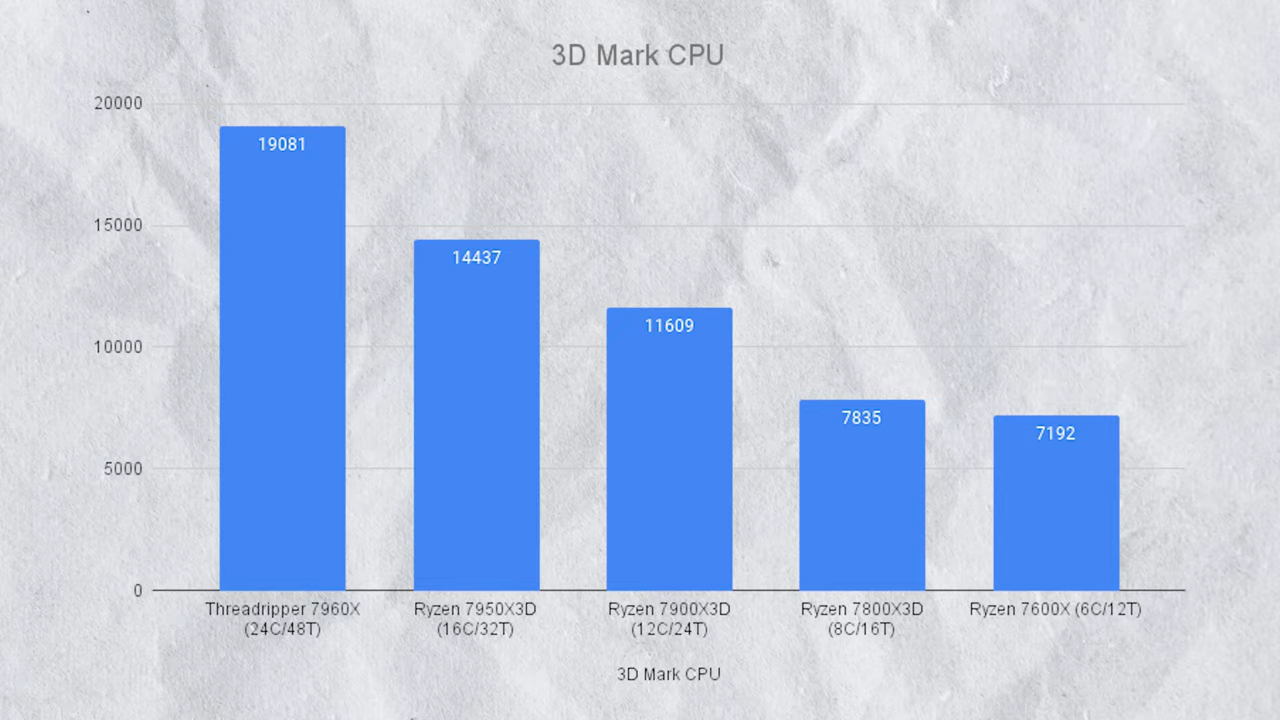 3D Mark CPU
20000
15000
10000
5000
0
19081
14437
11609
7835
7192
Threadripper 7960X
(24C/48T)
Ryzen 7950X3D
(16C/32T)
Ryzen 7900X3D
(12C/24T)
Ryzen 7800X3D
(8C/16T)
Ryzen 7600X (6C/12T)
3D Mark CPU